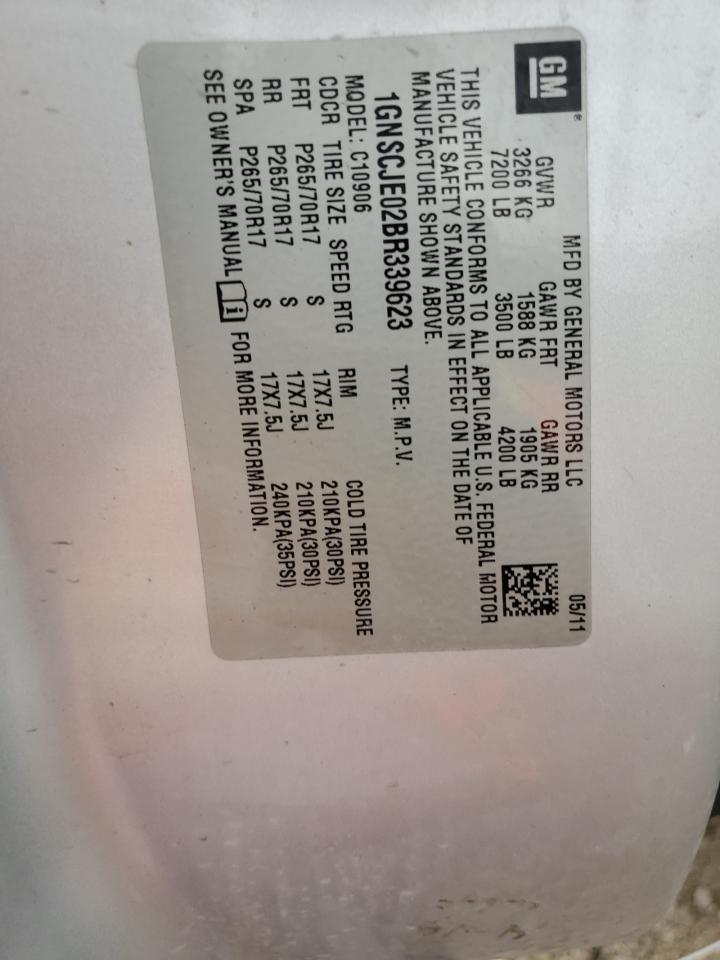 GM
MFD BY GENERAL MOTORS LLC 05/11
GVWR GAWR FRT GAWR RR
3266 KG 1588 KG 1905 KG
7200 LB 3500 LB 4200 LB
THIS VEHICLE CONFORMS TO ALL APPLICABLE U.S. FEDERAL MOTOR
VEHICLE SAFETY STANDARDS IN EFFECT ON THE DATE OF
MANUFACTURE SHOWN ABOVE.
1GNSCJE02BR339623 TYPE: M.P.V.
MODEL: C10906
CDCR TIRE SIZE SPEED RTG RIM COLD TIRE PRESSURE
FRT P265/70R17 S 17X7.5J 210KPA(30PSI)
RR P265/70R17 S 17X7.5J 210KPA(30PSI)
SPA P265/70R17 S 17X7.5J 240KPA(35PSI)
SEE OWNER'S MANUAL FOR MORE INFORMATION.